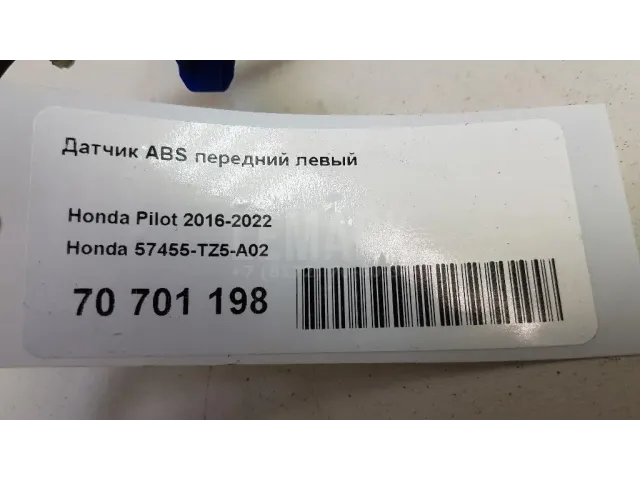 Датчик ABS передний левый
Honda Pilot 2016-2022
Honda 57455-TZ5-A02
70 701 198